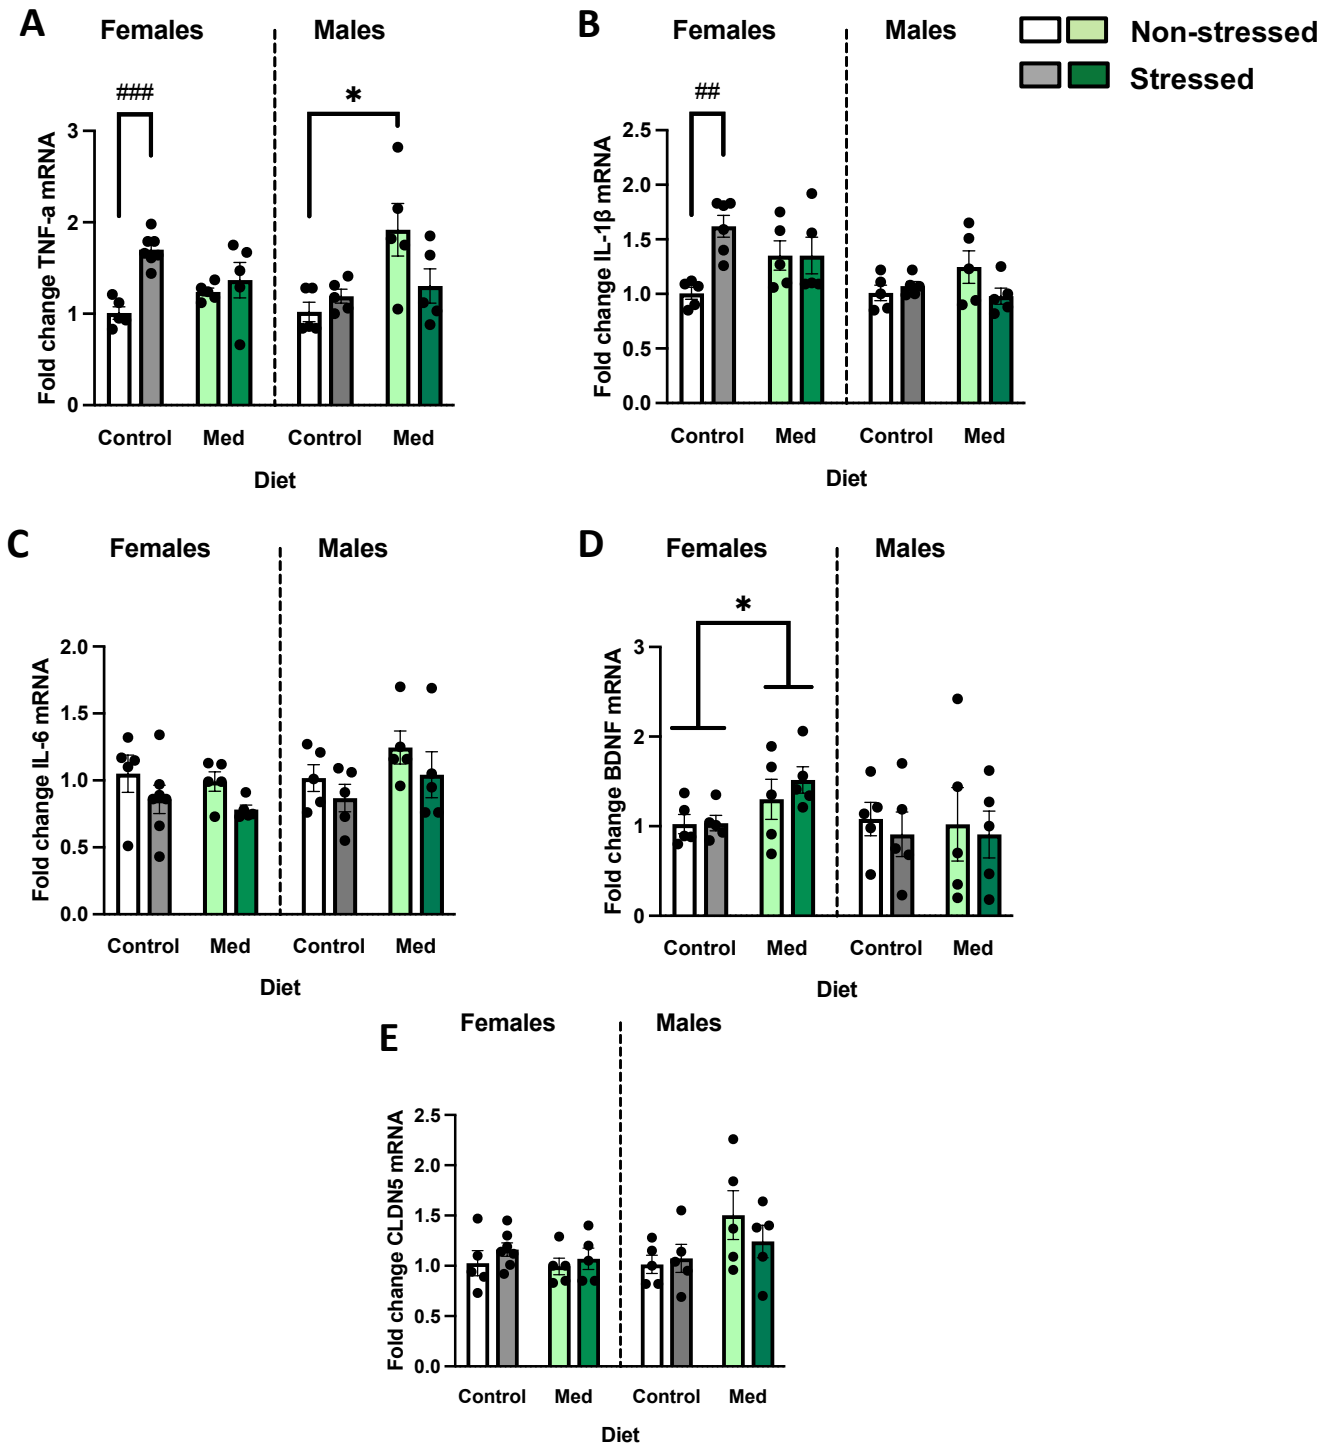 A Females Males
###
*
Fold change TNF-a mRNA
3
2
1
0
Control Med Control Med
Diet
B Females Males
##
Fold change IL-1β mRNA
2.5
2.0
1.5
1.0
0.5
0.0
Control Med Control Med
Diet
Non-stressed
Stressed
C Females Males
Fold change IL-6 mRNA
2.0
1.5
1.0
0.5
0.0
Control Med Control Med
Diet
D Females Males
*
Fold change BDNF mRNA
3
2
1
0
Control Med Control Med
Diet
E Females Males
Fold change CLDN5 mRNA
2.5
2.0
1.5
1.0
0.5
0.0
Control Med Control Med
Diet